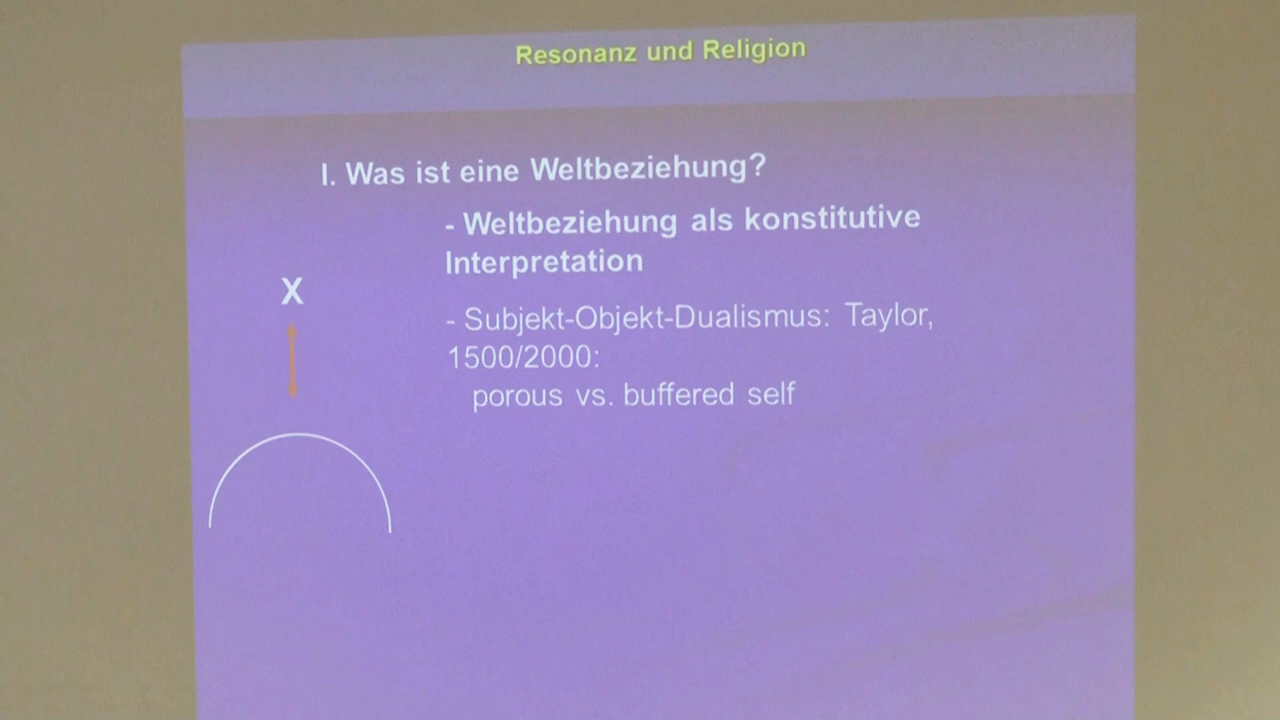 Resonanz und Religion
I. Was ist eine Weltbeziehung?
- Weltbeziehung als konstitutive
Interpretation
X
- Subjekt-Objekt-Dualismus: Taylor,
1500/2000:
porous vs. buffered self